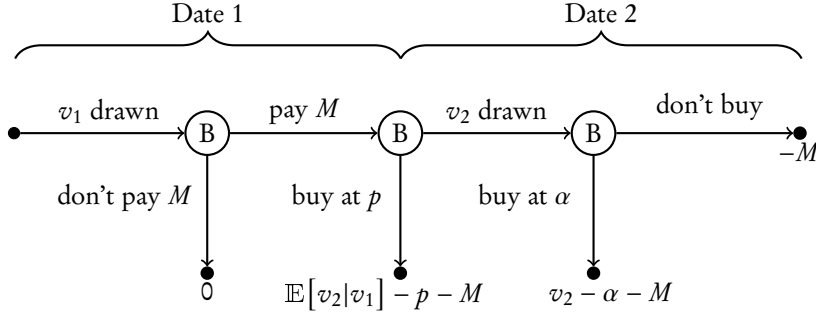 Date 1
Date 2
v₁ drawn
B
pay M
B
v₂ drawn
B
don't buy
−M
don't pay M
buy at p
buy at α
0
𝔼[v₂|v₁] − p − M
v₂ − α − M